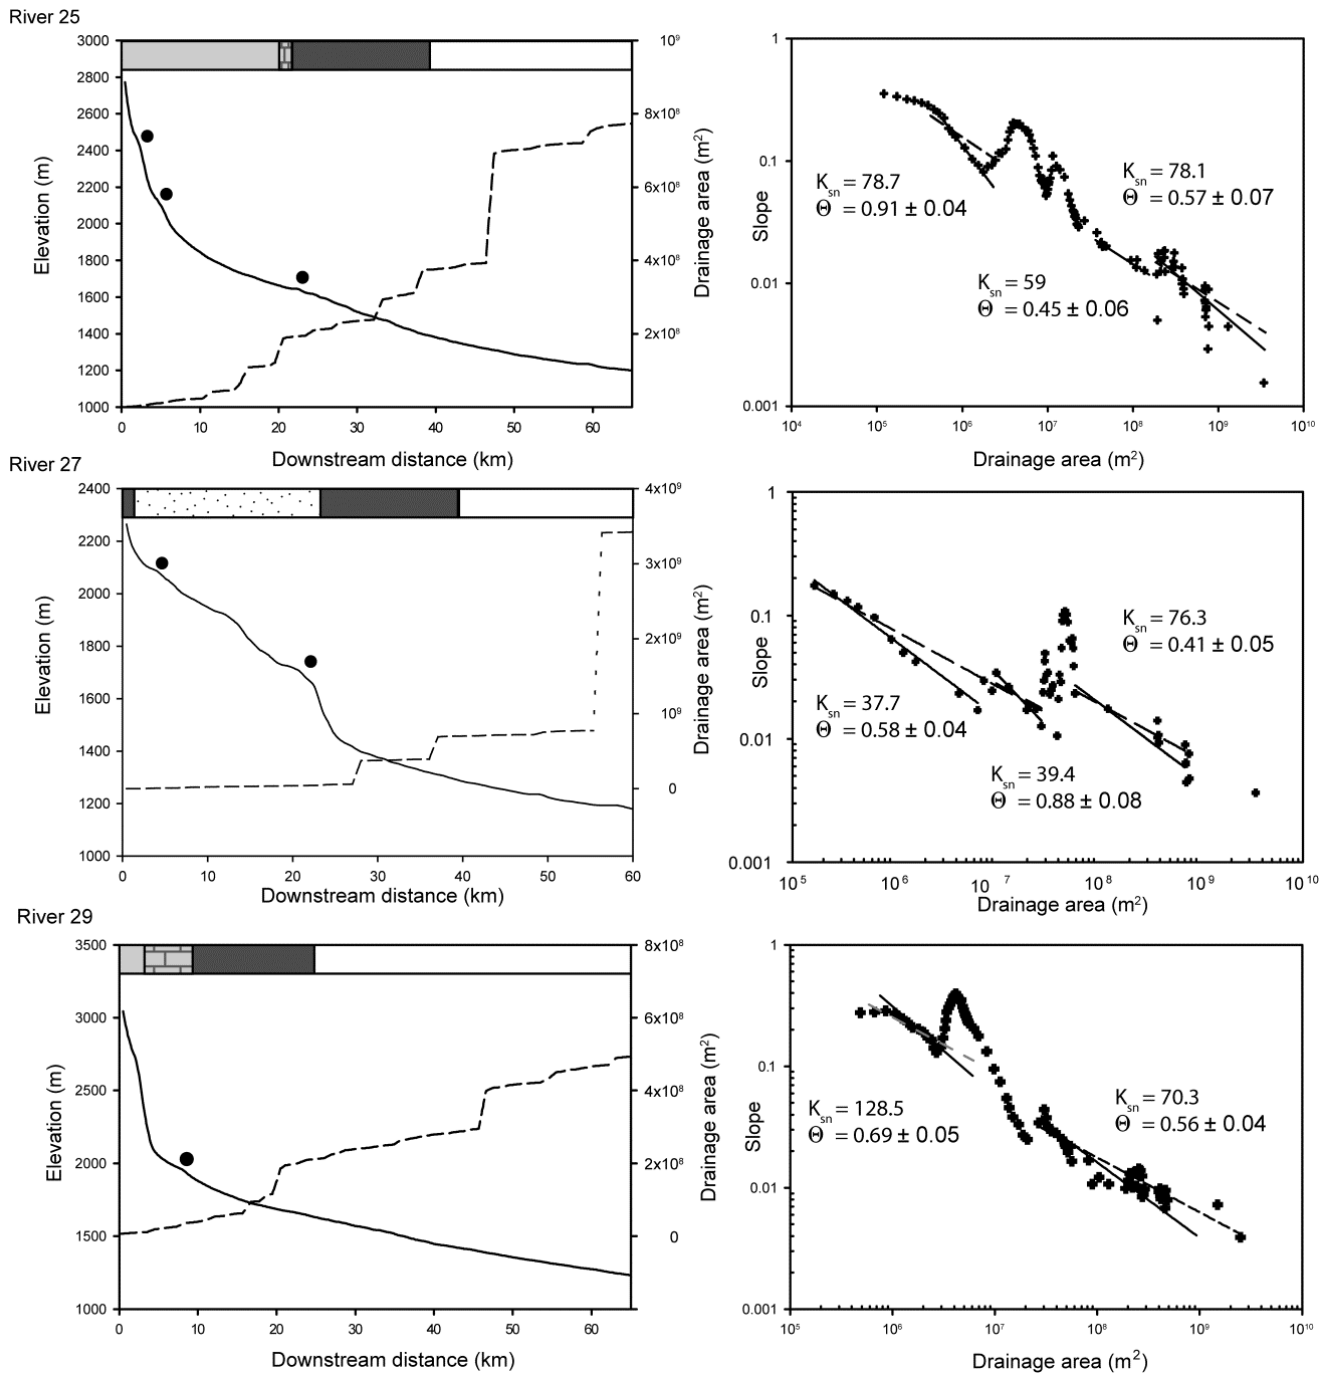 River 25
3000
2800
2600
2400
2200
2000
1800
1600
1400
1200
1000
Elevation (m)
0 10 20 30 40 50 60
Downstream distance (km)
10⁹
8x10⁸
6x10⁸
4x10⁸
2x10⁸
Drainage area (m²)
1
0.1
0.01
0.001
Slope
Ksn = 78.7
Θ = 0.91 ± 0.04
Ksn = 78.1
Θ = 0.57 ± 0.07
Ksn = 59
Θ = 0.45 ± 0.06
10⁴ 10⁵ 10⁶ 10⁷ 10⁸ 10⁹ 10¹⁰
Drainage area (m²)
River 27
2400
2200
2000
1800
1600
1400
1200
1000
Elevation (m)
0 10 20 30 40 50 60
Downstream distance (km)
4x10⁹
3x10⁹
2x10⁹
10⁹
0
Drainage area (m²)
1
0.1
0.01
0.001
Slope
Ksn = 76.3
Θ = 0.41 ± 0.05
Ksn = 37.7
Θ = 0.58 ± 0.04
Ksn = 39.4
Θ = 0.88 ± 0.08
10⁵ 10⁶ 10⁷ 10⁸ 10⁹ 10¹⁰
Drainage area (m²)
River 29
3500
3000
2500
2000
1500
1000
Elevation (m)
0 10 20 30 40 50 60
Downstream distance (km)
8x10⁸
6x10⁸
4x10⁸
2x10⁸
0
Drainage area (m²)
1
0.1
0.01
0.001
Slope
Ksn = 128.5
Θ = 0.69 ± 0.05
Ksn = 70.3
Θ = 0.56 ± 0.04
10⁵ 10⁶ 10⁷ 10⁸ 10⁹ 10¹⁰
Drainage area (m²)